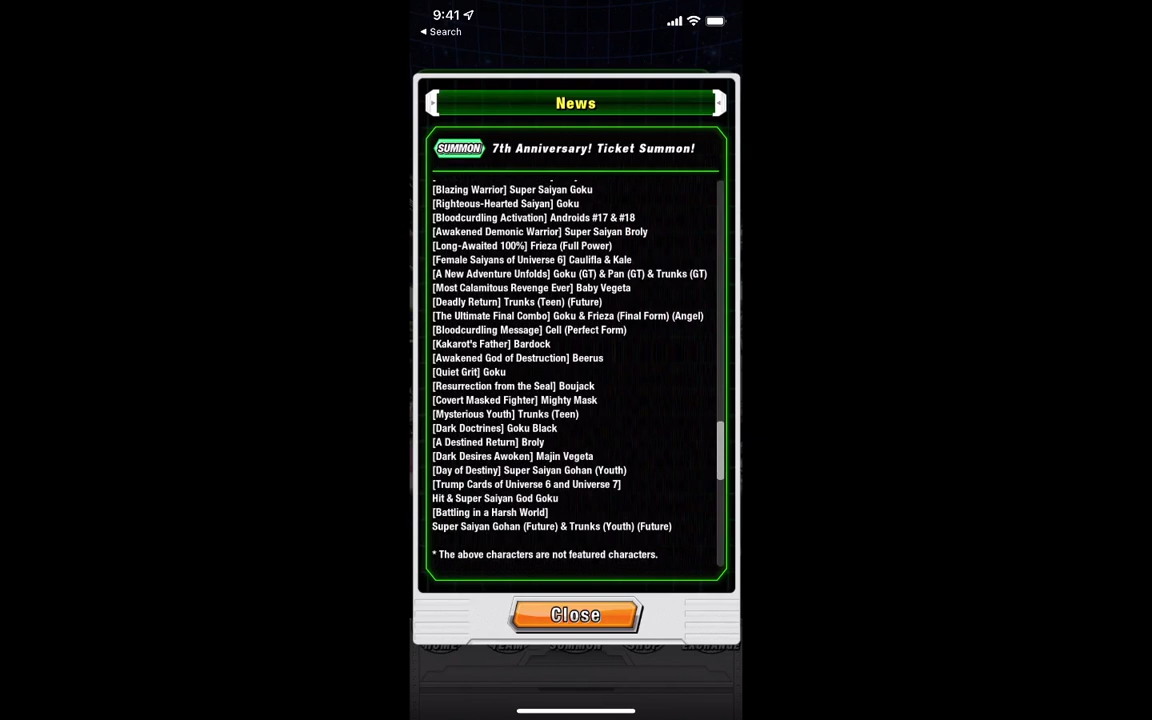 9:41
Search
News
SUMMON 7th Anniversary! Ticket Summon!
[Blazing Warrior] Super Saiyan Goku
[Righteous-Hearted Saiyan] Goku
[Bloodcurdling Activation] Androids #17 & #18
[Awakened Demonic Warrior] Super Saiyan Broly
[Long-Awaited 100%] Frieza (Full Power)
[Female Saiyans of Universe 6] Caulifla & Kale
[A New Adventure Unfolds] Goku (GT) & Pan (GT) & Trunks (GT)
[Most Calamitous Revenge Ever] Baby Vegeta
[Deadly Return] Trunks (Teen) (Future)
[The Ultimate Final Combo] Goku & Frieza (Final Form) (Angel)
[Bloodcurdling Message] Cell (Perfect Form)
[Kakarot's Father] Bardock
[Awakened God of Destruction] Beerus
[Quiet Grit] Goku
[Resurrection from the Seal] Boujack
[Covert Masked Fighter] Mighty Mask
[Mysterious Youth] Trunks (Teen)
[Dark Doctrines] Goku Black
[A Destined Return] Broly
[Dark Desires Awoken] Majin Vegeta
[Day of Destiny] Super Saiyan Gohan (Youth)
[Trump Cards of Universe 6 and Universe 7]
Hit & Super Saiyan God Goku
[Battling in a Harsh World]
Super Saiyan Gohan (Future) & Trunks (Youth) (Future)
* The above characters are not featured characters.
Close
HOME TEAM SUMMON SHOP EXCHANGE